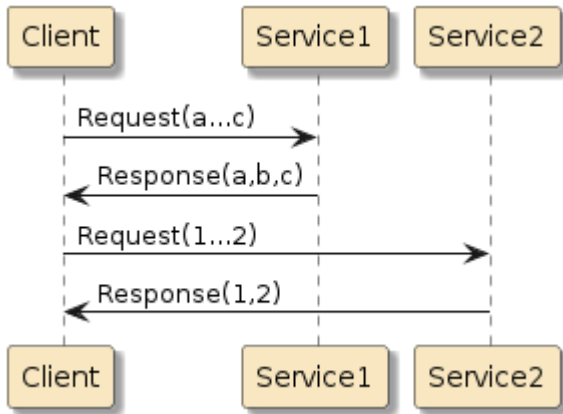 Client Service1 Service2
Request(a...c)
Response(a,b,c)
Request(1...2)
Response(1,2)
Client Service1 Service2